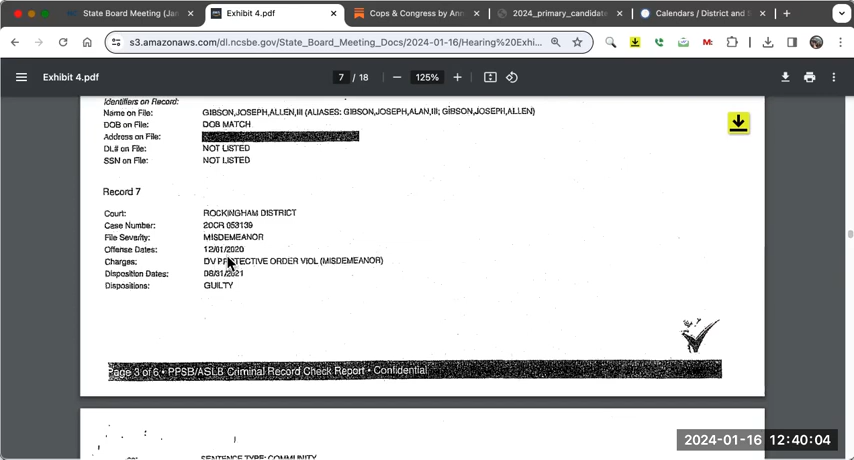 State Board Meeting (Jan
Exhibit 4.pdf
Cops & Congress by Ann
2024_primary_candidate
Calendars / District and S
s3.amazonaws.com/dl.ncsbe.gov/State_Board_Meeting_Docs/2024-01-16/Hearing%20Exhi...
Exhibit 4.pdf
7 / 18
125%
Identifiers on Record:
Name on File: GIBSON,JOSEPH,ALLEN,III (ALIASES: GIBSON,JOSEPH,ALAN,III; GIBSON,JOSEPH,ALLEN)
DOB on File: DOB MATCH
Address on File:
DL# on File: NOT LISTED
SSN on File: NOT LISTED
Record 7
Court: ROCKINGHAM DISTRICT
Case Number: 20CR 053139
File Severity: MISDEMEANOR
Offense Dates: 12/01/2020
Charges: DV PROTECTIVE ORDER VIOL (MISDEMEANOR)
Disposition Dates: 08/31/2021
Dispositions: GUILTY
Page 3 of 6 • PPSB/ASLB Criminal Record Check Report • Confidential
SENTENCE TYPE: COMMUNITY
2024-01-16 12:40:04